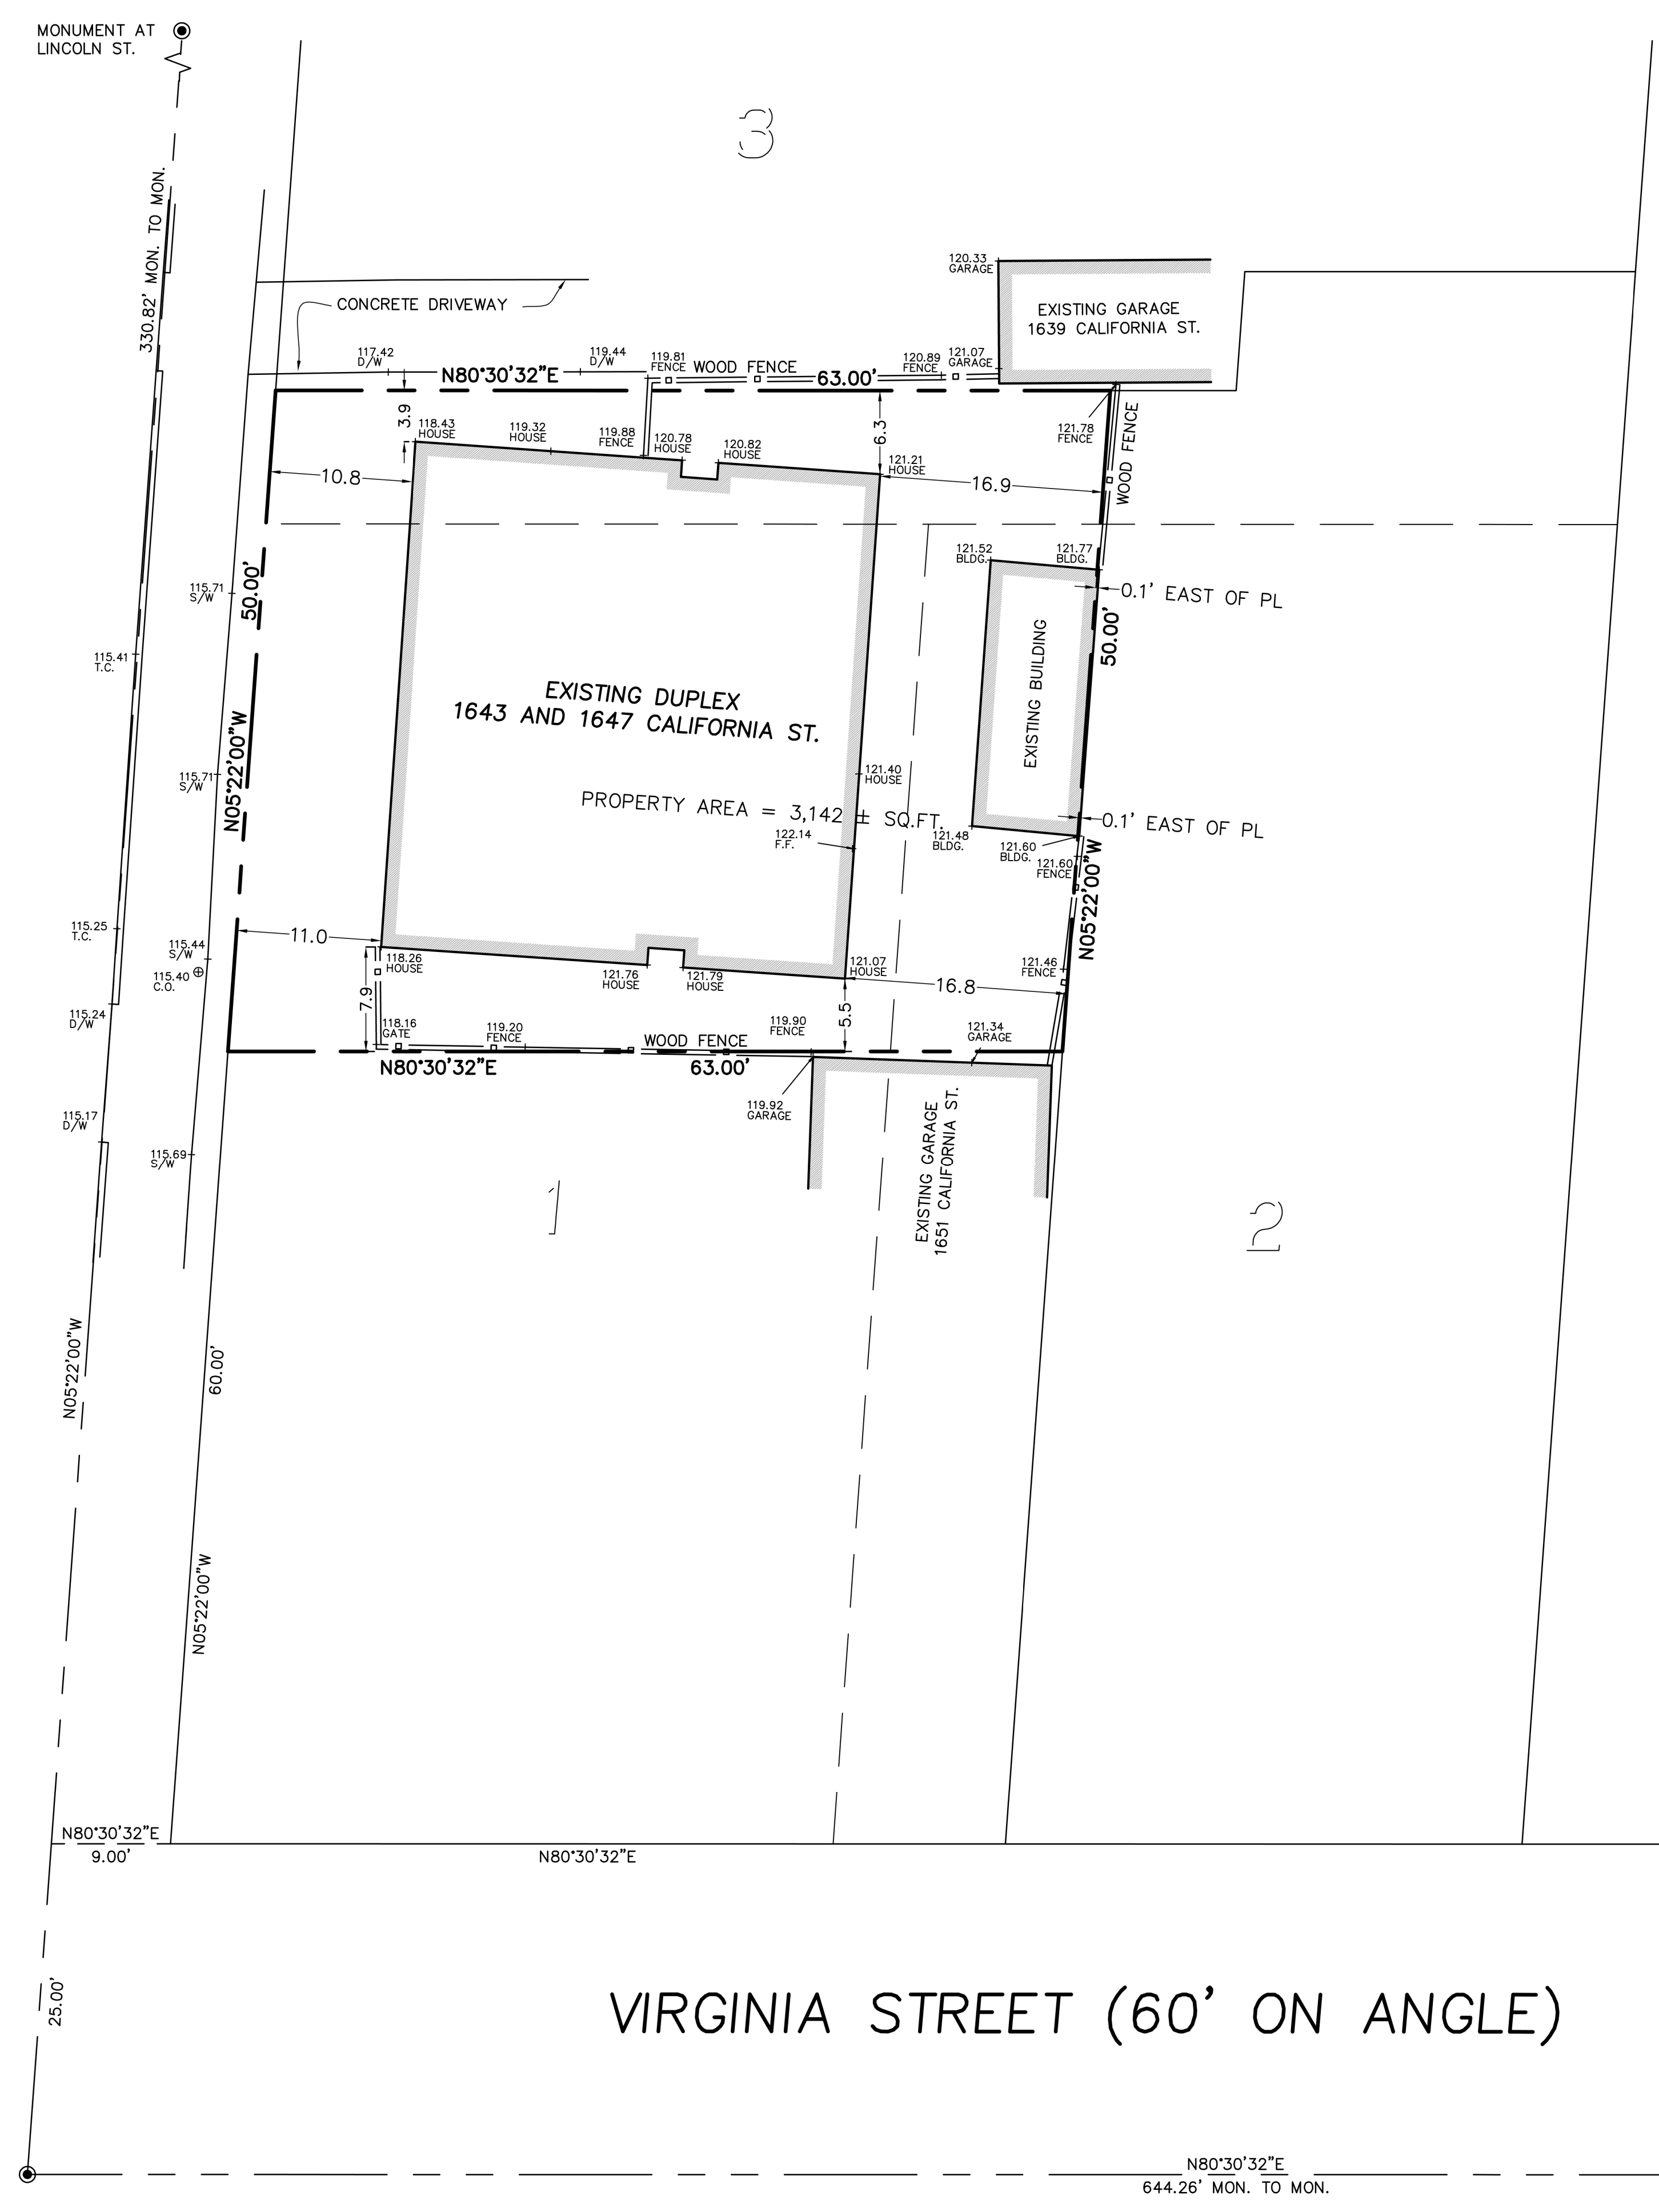 MONUMENT AT
LINCOLN ST.
330.82' MON. TO MON.
3
120.33
GARAGE
EXISTING GARAGE
1639 CALIFORNIA ST.
CONCRETE DRIVEWAY
117.42
D/W
N80°30'32"E
119.44
D/W
119.81
FENCE
WOOD FENCE
63.00'
120.89
FENCE
121.07
GARAGE
3.9
118.43
HOUSE
119.32
HOUSE
119.88
FENCE
120.78
HOUSE
120.82
HOUSE
6.3
121.21
HOUSE
121.78
FENCE
WOOD FENCE
10.8
16.9
121.52
BLDG.
121.77
BLDG.
0.1' EAST OF PL
115.71
S/W
50.00'
50.00'
115.41
T.C.
EXISTING BUILDING
EXISTING DUPLEX
1643 AND 1647 CALIFORNIA ST.
115.71
S/W
N05°22'00"W
121.40
HOUSE
PROPERTY AREA = 3,142 ± SQ.FT.
122.14
F.F.
121.48
BLDG.
0.1' EAST OF PL
121.60
BLDG.
121.60
FENCE
N05°22'00"W
115.25
T.C.
115.44
S/W
115.40
C.O.
11.0
118.26
HOUSE
121.76
HOUSE
121.79
HOUSE
121.07
HOUSE
121.46
FENCE
16.8
7.9
5.5
115.24
D/W
118.16
GATE
119.20
FENCE
WOOD FENCE
119.90
FENCE
121.34
GARAGE
N80°30'32"E
63.00'
119.92
GARAGE
115.17
D/W
115.69
S/W
EXISTING GARAGE
1651 CALIFORNIA ST.
1
2
N05°22'00"W
60.00'
N05°22'00"W
N80°30'32"E
9.00'
N80°30'32"E
25.00'
VIRGINIA STREET (60' ON ANGLE)
N80°30'32"E
644.26' MON. TO MON.